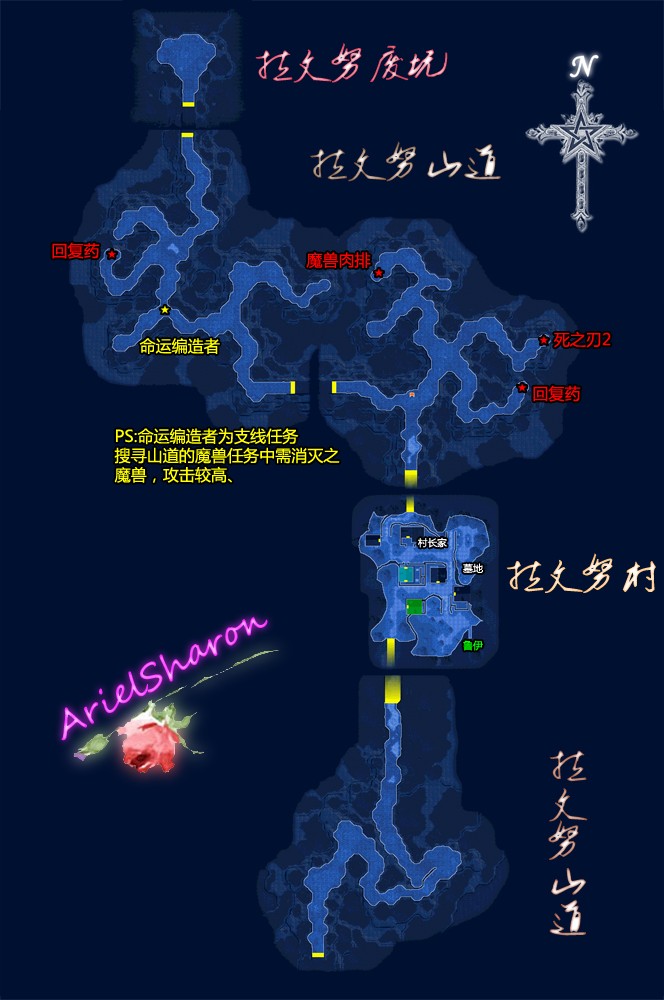 拉文努废坑
N
拉文努山道
回复药
魔兽肉排
命运编造者
死之刃2
回复药
PS:命运编造者为支线任务
搜寻山道的魔兽任务中需消灭之
魔兽，攻击较高、
村长家
墓地
拉文努村
鲁伊
ArielSharon
拉文努山道